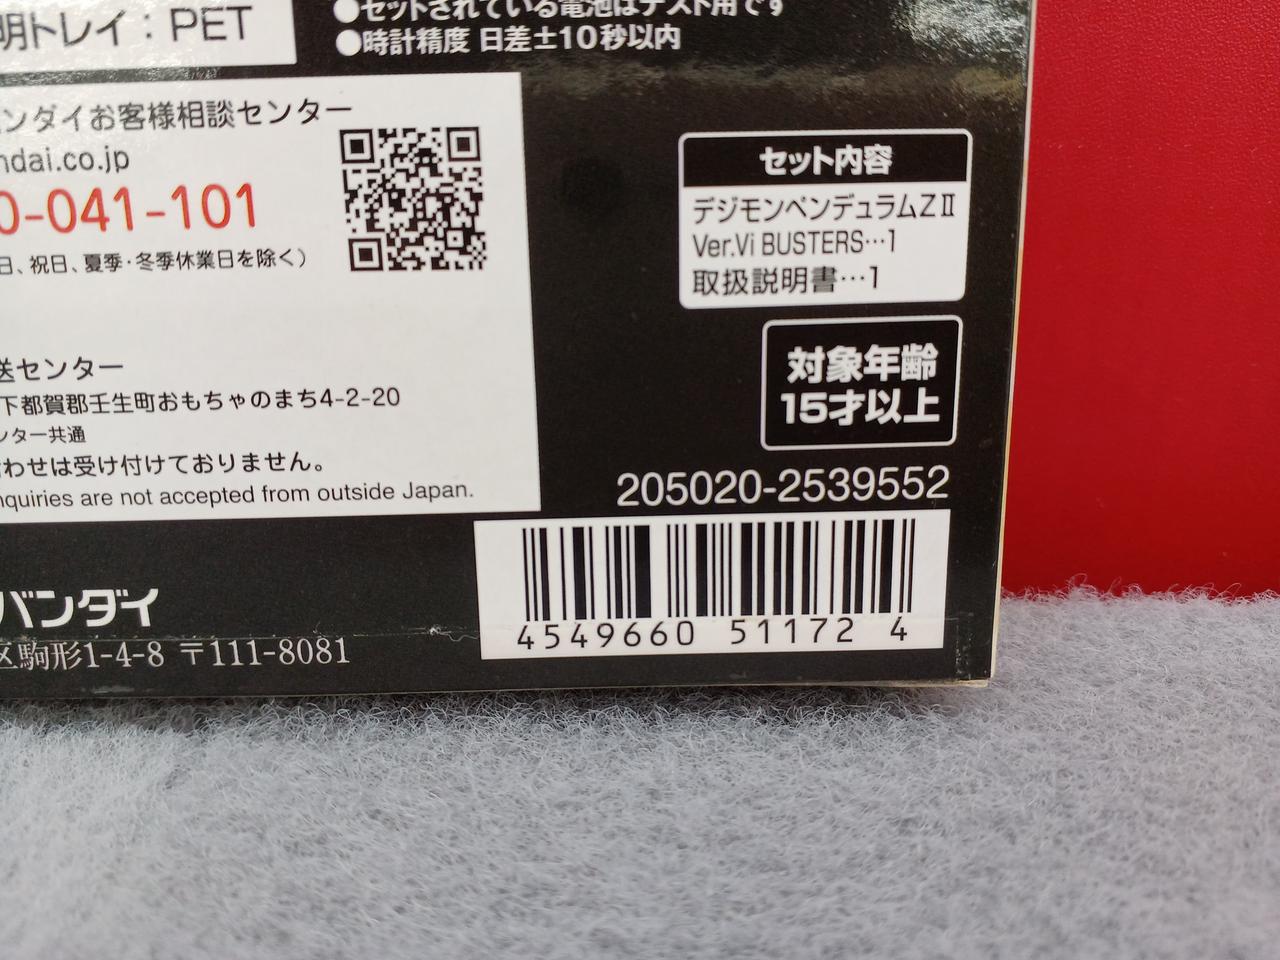 明トレイ：PET
●セットされている電池はテスト用です
●時計精度 日差±10秒以内
ンダイお客様相談センター
ndai.co.jp
0-041-101
日、祝日、夏季・冬季休業日を除く）
送センター
下都賀郡壬生町おもちゃのまち4-2-20
ンター共通
わせは受け付けておりません。
nquiries are not accepted from outside Japan.
バンダイ
区駒形1-4-8 〒111-8081
セット内容
デジモンペンデュラムZⅡ
Ver.Vi BUSTERS…1
取扱説明書…1
対象年齢
15才以上
205020-2539552
4549660 51172 4